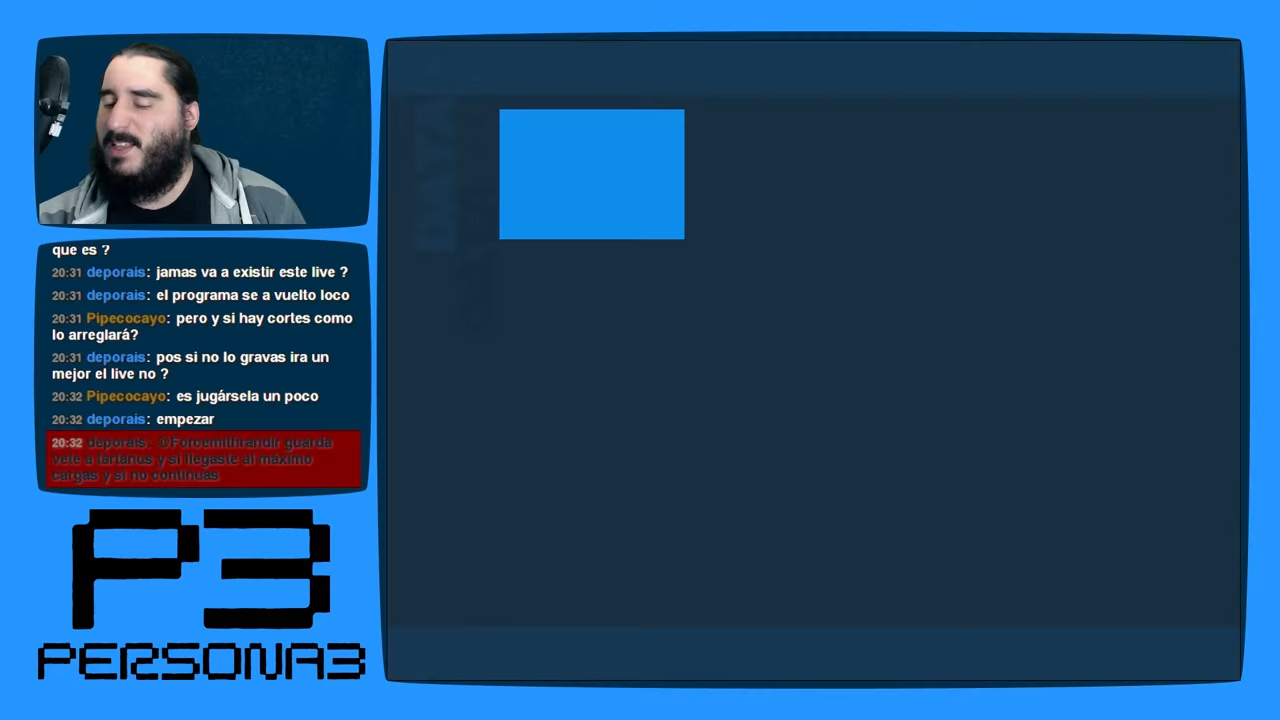 que es ?
20:31 deporais: jamas va a existir este live ?
20:31 deporais: el programa se a vuelto loco
20:31 Pipecocayo: pero y si hay cortes como
lo arreglará?
20:31 deporais: pos si no lo gravas ira un
mejor el live no ?
20:32 Pipecocayo: es jugársela un poco
20:32 deporais: empezar
20:32 deporais: @Forcemithrandir guarda
vete a tartarus y si llegaste al máximo
cargas y si no continuas
P3
PERSONA3
DATA